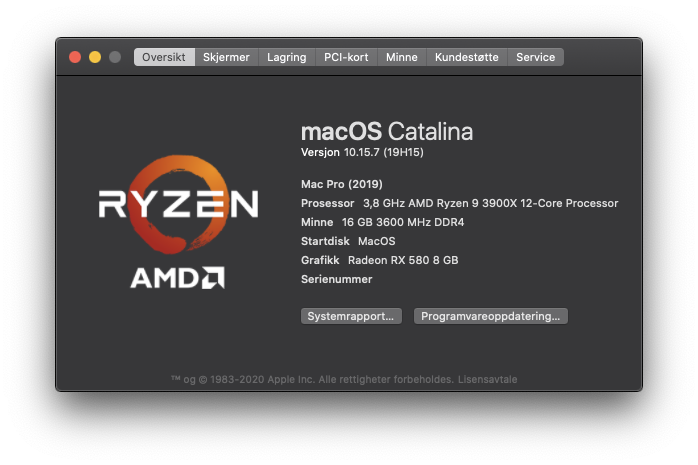 Oversikt Skjermer Lagring PCI-kort Minne Kundestøtte Service
macOS Catalina
Versjon 10.15.7 (19H15)
Mac Pro (2019)
Prosessor 3,8 GHz AMD Ryzen 9 3900X 12-Core Processor
Minne 16 GB 3600 MHz DDR4
Startdisk MacOS
Grafikk Radeon RX 580 8 GB
Serienummer
RYZEN
AMD
Systemrapport... Programvareoppdatering...
™ og © 1983-2020 Apple Inc. Alle rettigheter forbeholdes. Lisensavtale